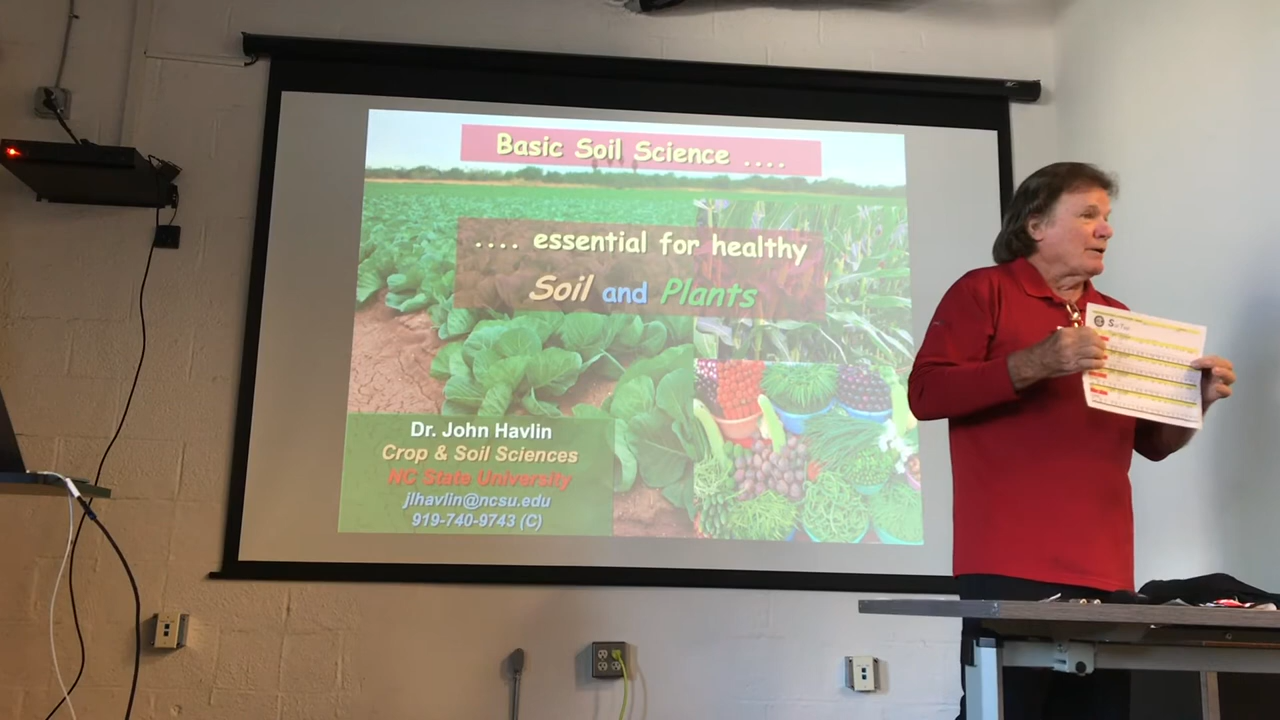 Basic Soil Science ....
.... essential for healthy
Soil and Plants
Dr. John Havlin
Crop & Soil Sciences
NC State University
jlhavlin@ncsu.edu
919-740-9743 (C)